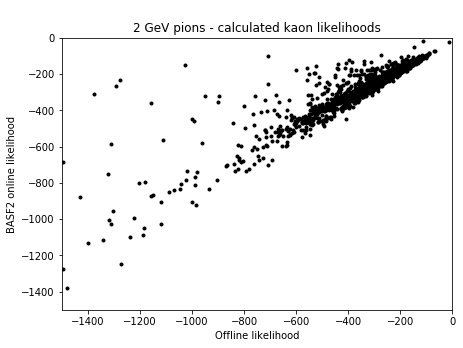 2 GeV pions - calculated kaon likelihoods
0
−200
−400
−600
−800
−1000
−1200
−1400
BASF2 online likelihood
−1400 −1200 −1000 −800 −600 −400 −200 0
Offline likelihood